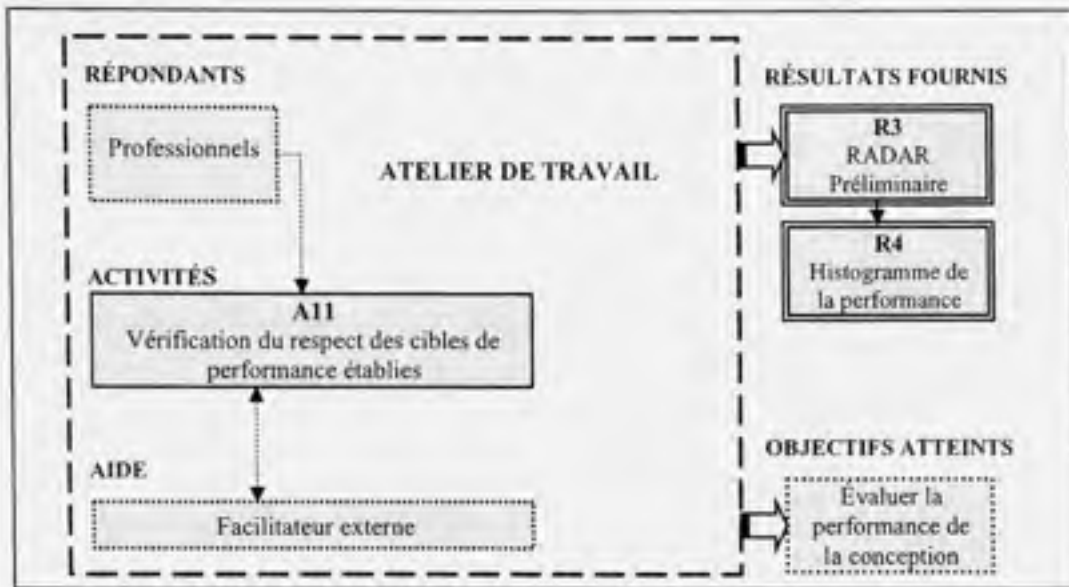 RÉPONDANTS
Professionnels
ATELIER DE TRAVAIL
ACTIVITÉS
A11
Vérification du respect des cibles de
performance établies
AIDE
Facilitateur externe
RÉSULTATS FOURNIS
R3
RADAR
Préliminaire
R4
Histogramme de
la performance
OBJECTIFS ATTEINTS
Évaluer la
performance de
la conception